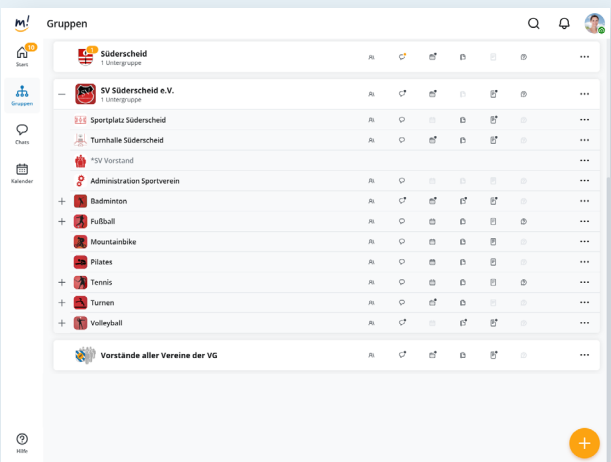 m!
Gruppen
10
Start
Gruppen
Chats
Kalender
Hilfe
1
Süderscheid
1 Untergruppe
SV Süderscheid e.V.
1 Untergruppe
Sportplatz Süderscheid
Turnhalle Süderscheid
*SV Vorstand
Administration Sportverein
Badminton
Fußball
Mountainbike
Pilates
Tennis
Turnen
Volleyball
Vorstände aller Vereine der VG